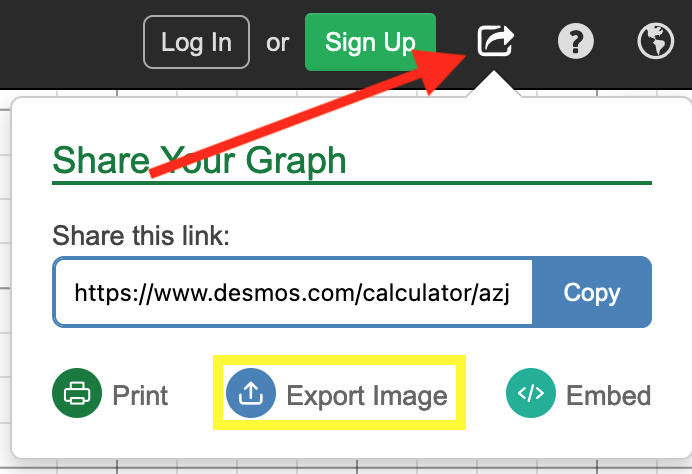 Log In or Sign Up
Share Your Graph
Share this link:
https://www.desmos.com/calculator/azj Copy
Print Export Image Embed